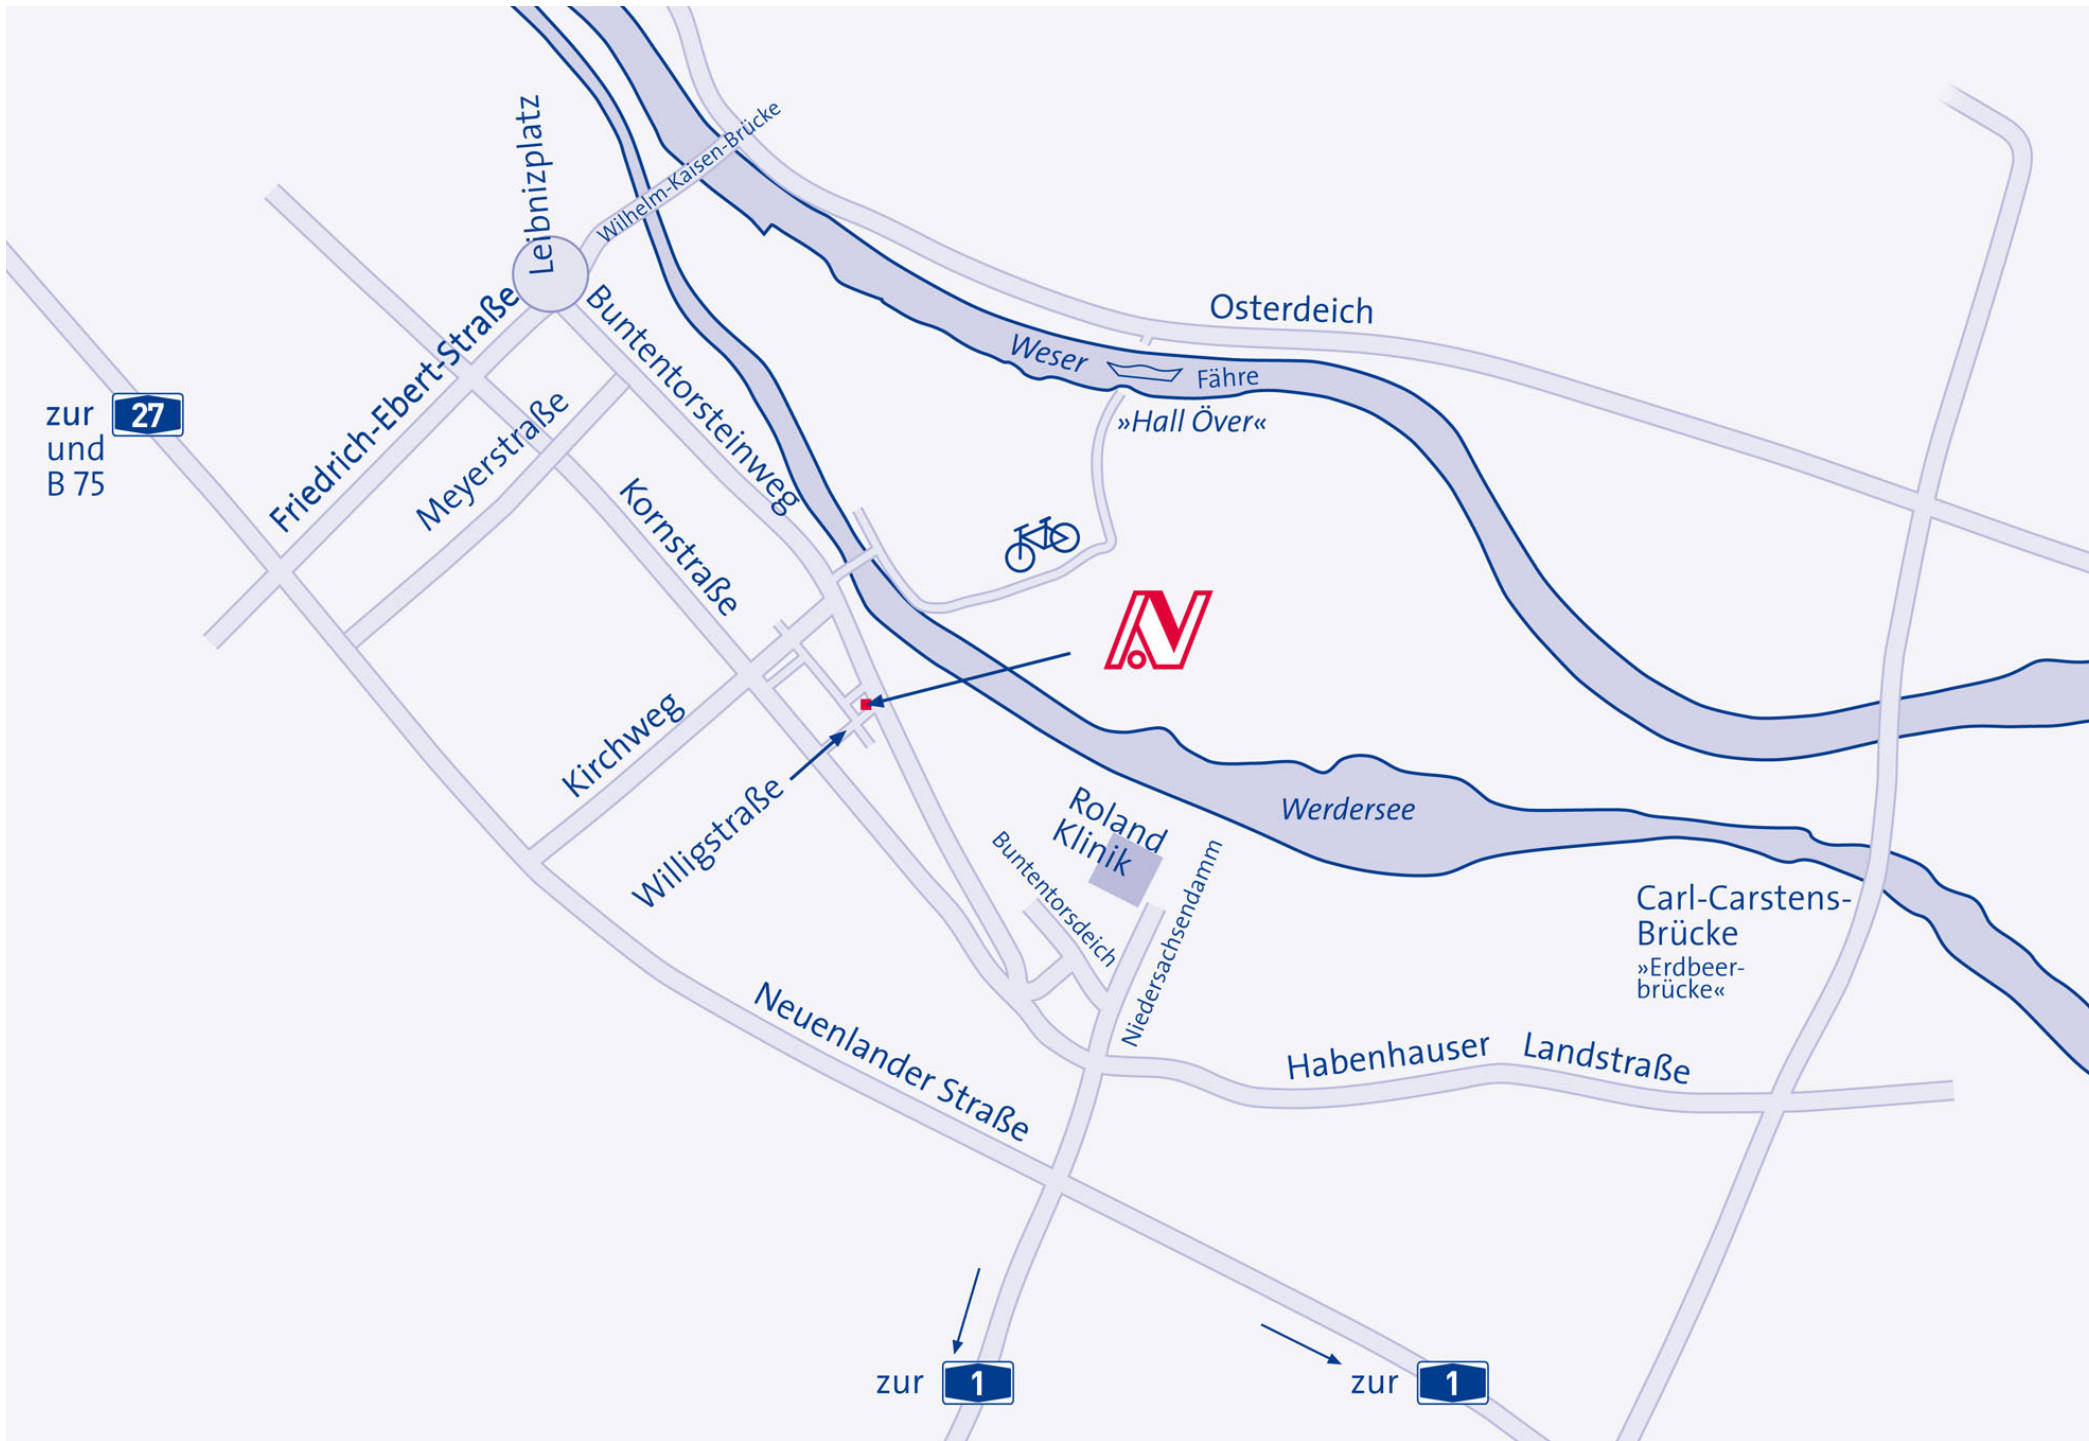 Leibnizplatz
Wilhelm-Kaisen-Brücke
Osterdeich
Weser
Fähre
»Hall Över«
zur 27
und
B 75
Friedrich-Ebert-Straße
Buntentorsteinweg
Meyerstraße
Kornstraße
Kirchweg
Willigstraße
Werdersee
Roland
Klinik
Buntentorsdeich
Niedersachsendamm
Carl-Carstens-
Brücke
»Erdbeer-
brücke«
Neuenlander Straße
Habenhauser Landstraße
zur 1
zur 1